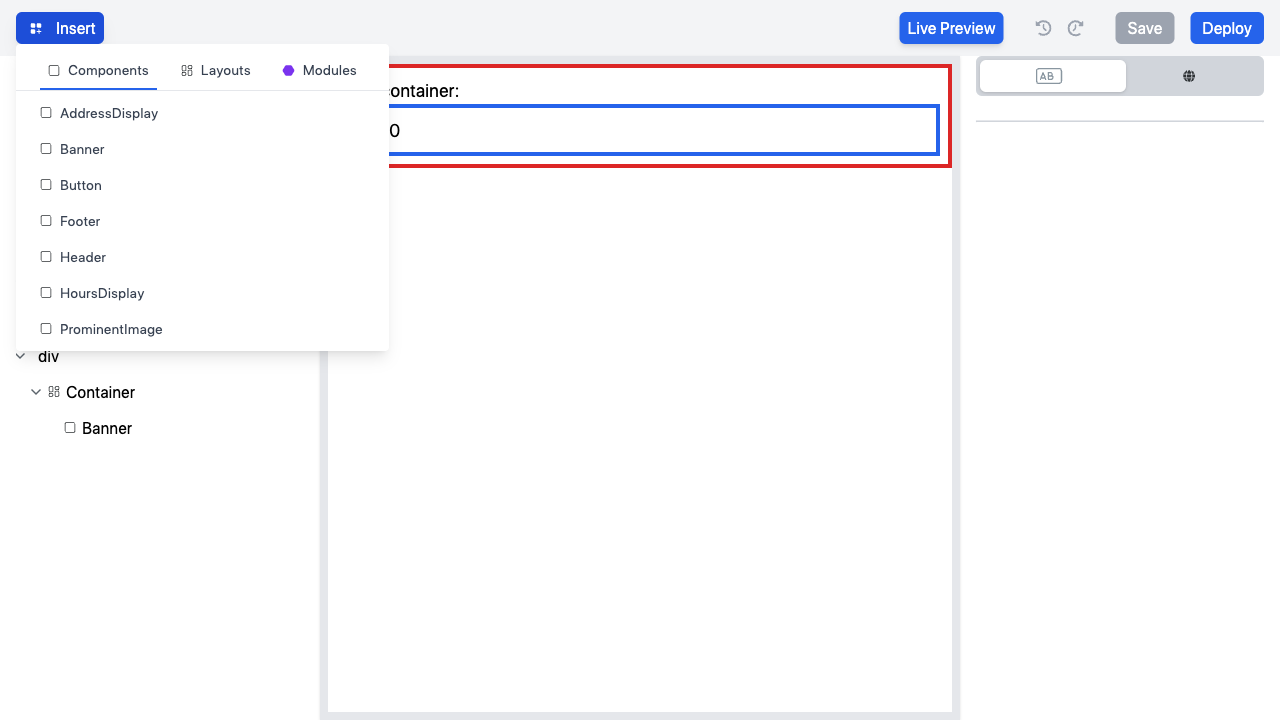 Insert
Live Preview
Save
Deploy
Components
Layouts
Modules
AB
ontainer:
AddressDisplay
0
Banner
Button
Footer
Header
HoursDisplay
ProminentImage
div
Container
Banner